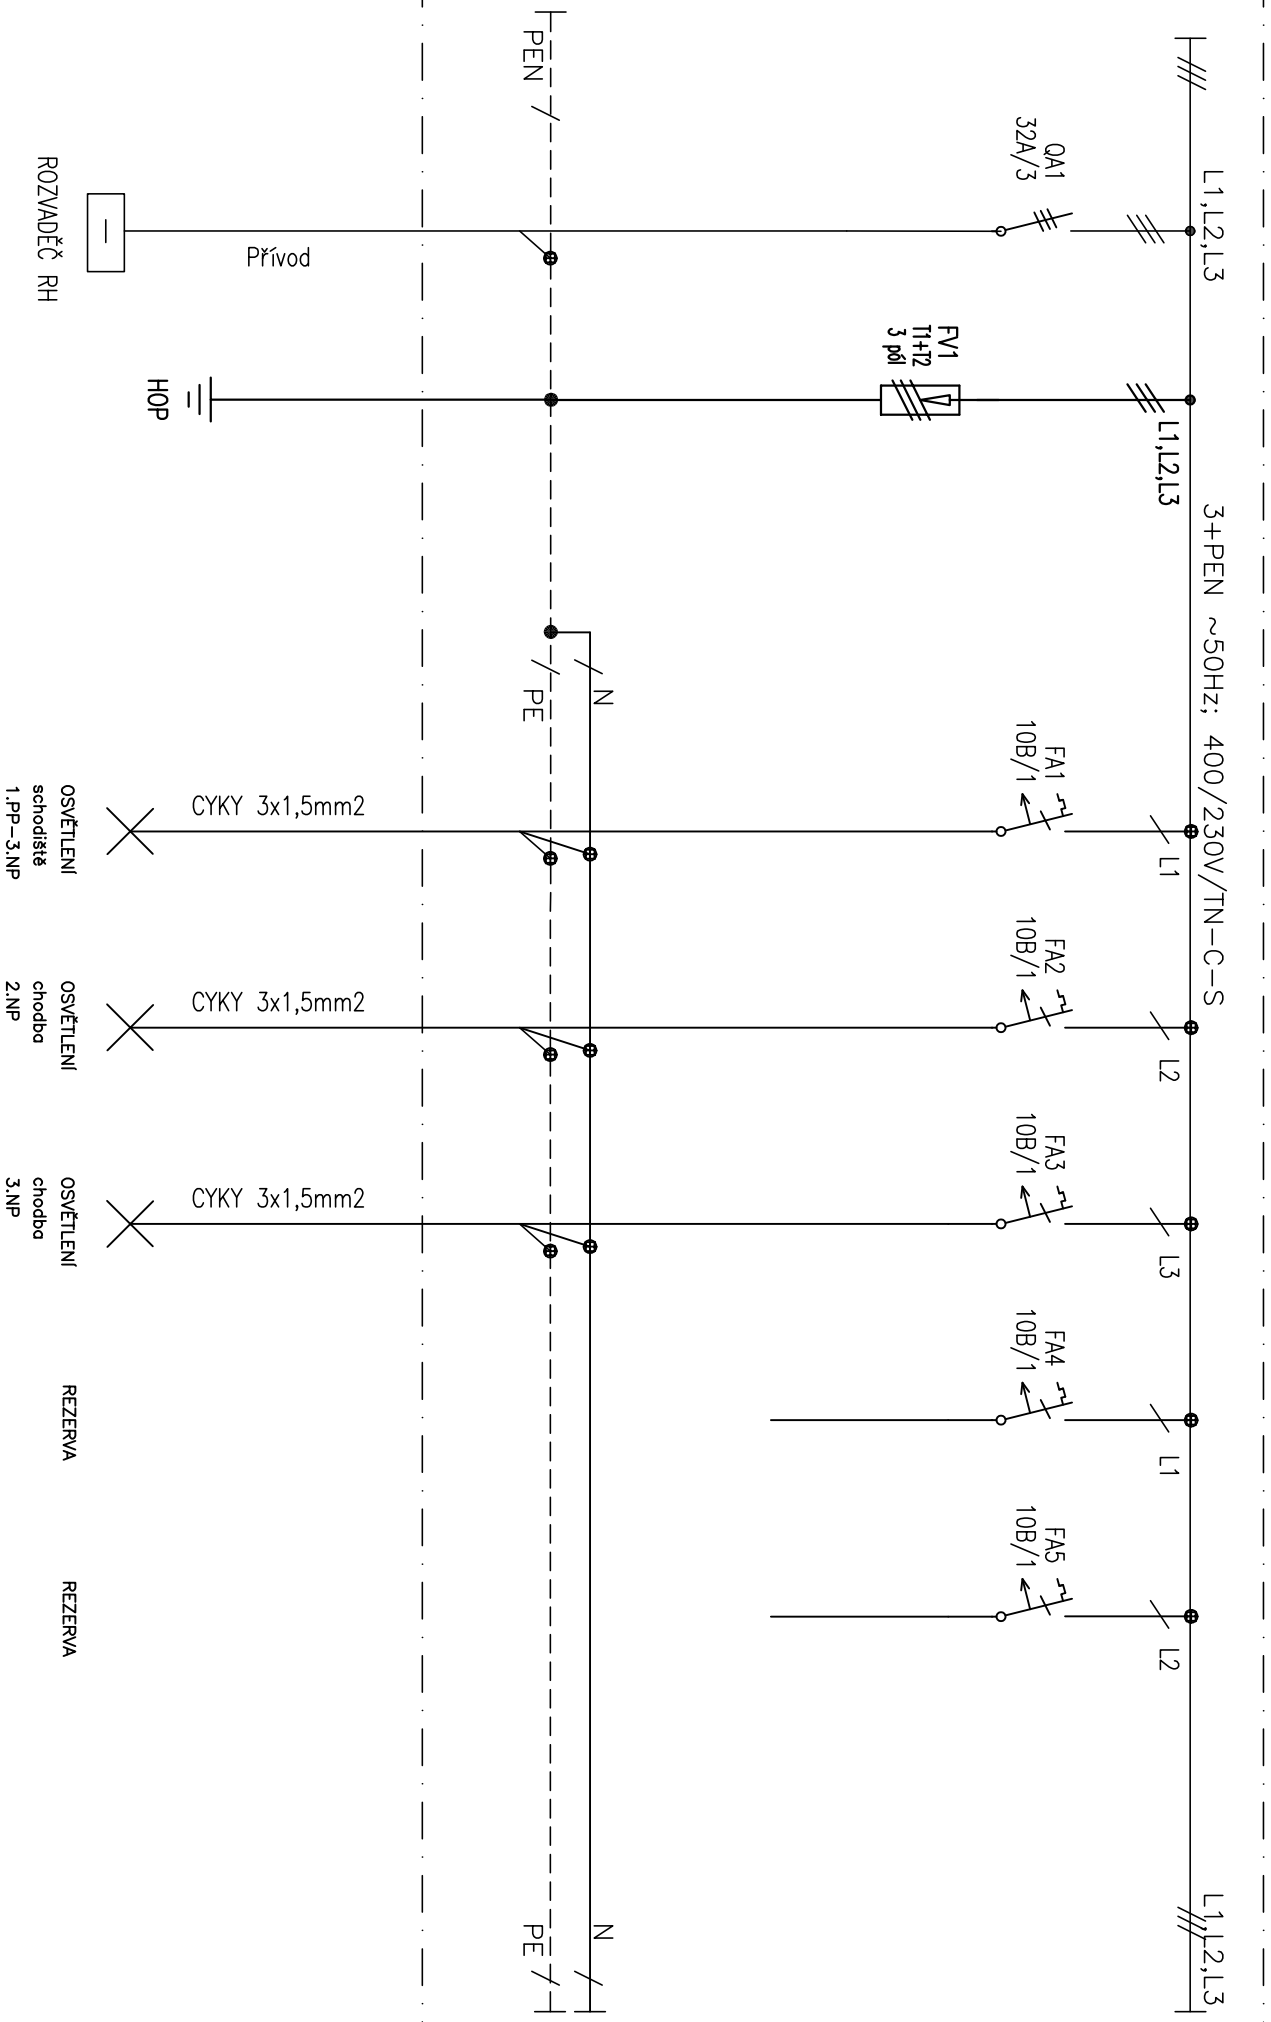 L1,L2,L3
3+PEN ~50Hz; 400/230V/TN-C-S
L1,L2,L3
L1,L2,L3
L1
L2
L3
L1
L2
QA1
32A/3
FV1
T1+T2
3 pól
FA1
10B/1
FA2
10B/1
FA3
10B/1
FA4
10B/1
FA5
10B/1
N
N
PEN
PE
PE
Přívod
CYKY 3x1,5mm2
CYKY 3x1,5mm2
CYKY 3x1,5mm2
ROZVADĚČ RH
HOP
OSVĚTLENÍ
schodiště
1.PP-3.NP
OSVĚTLENÍ
chodba
2.NP
OSVĚTLENÍ
chodba
3.NP
REZERVA
REZERVA